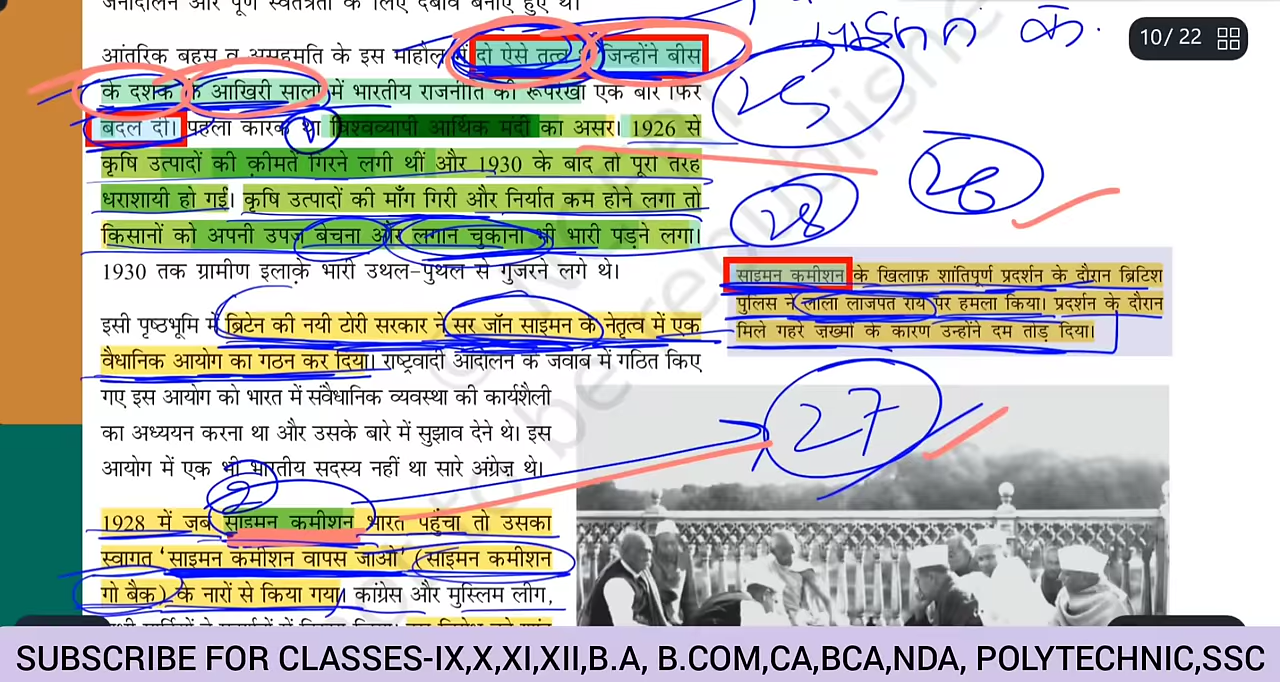 जनांदोलन और पूर्ण स्वतंत्रता के लिए दबाव बनाए हुए थे।
10 / 22
आंतरिक बहस व असहमति के इस माहौल में दो ऐसे तत्व थे जिन्होंने बीस
के दशक के आखिरी सालों में भारतीय राजनीति की रूपरेखा एक बार फिर
बदल दी। पहला कारक था विश्वव्यापी आर्थिक मंदी का असर। 1926 से
कृषि उत्पादों की कीमतें गिरने लगी थीं और 1930 के बाद तो पूरी तरह
धराशायी हो गईं। कृषि उत्पादों की माँग गिरी और निर्यात कम होने लगा तो
किसानों को अपनी उपज बेचना और लगान चुकाना भी भारी पड़ने लगा।
1930 तक ग्रामीण इलाक़े भारी उथल-पुथल से गुजरने लगे थे।
इसी पृष्ठभूमि में ब्रिटेन की नयी टोरी सरकार ने सर जॉन साइमन के नेतृत्व में एक
वैधानिक आयोग का गठन कर दिया। राष्ट्रवादी आंदोलन के जवाब में गठित किए
गए इस आयोग को भारत में संवैधानिक व्यवस्था की कार्यशैली
का अध्ययन करना था और उसके बारे में सुझाव देने थे। इस
आयोग में एक भी भारतीय सदस्य नहीं था सारे अंग्रेज़ थे।
1928 में जब साइमन कमीशन भारत पहुंचा तो उसका
स्वागत 'साइमन कमीशन वापस जाओ' (साइमन कमीशन
गो बैक) के नारों से किया गया। कांग्रेस और मुस्लिम लीग,
25
26
28
साइमन कमीशन के खिलाफ़ शांतिपूर्ण प्रदर्शन के दौरान ब्रिटिश
पुलिस ने लाला लाजपत राय पर हमला किया। प्रदर्शन के दौरान
मिले गहरे ज़ख्मों के कारण उन्होंने दम तोड़ दिया।
27
1
2
SUBSCRIBE FOR CLASSES-IX,X,XI,XII,B.A, B.COM,CA,BCA,NDA, POLYTECHNIC,SSC